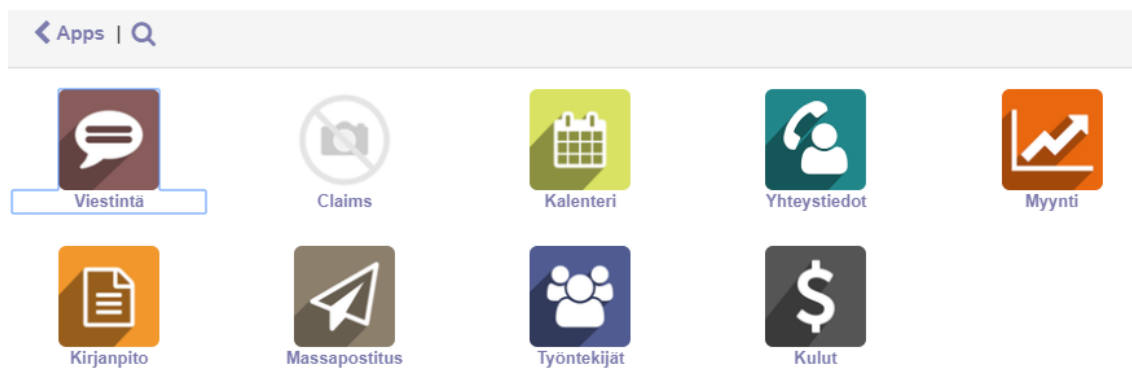 Apps |
Viestintä
Claims
Kalenteri
Yhteystiedot
Myynti
Kirjanpito
Massapostitus
Työntekijät
Kulut